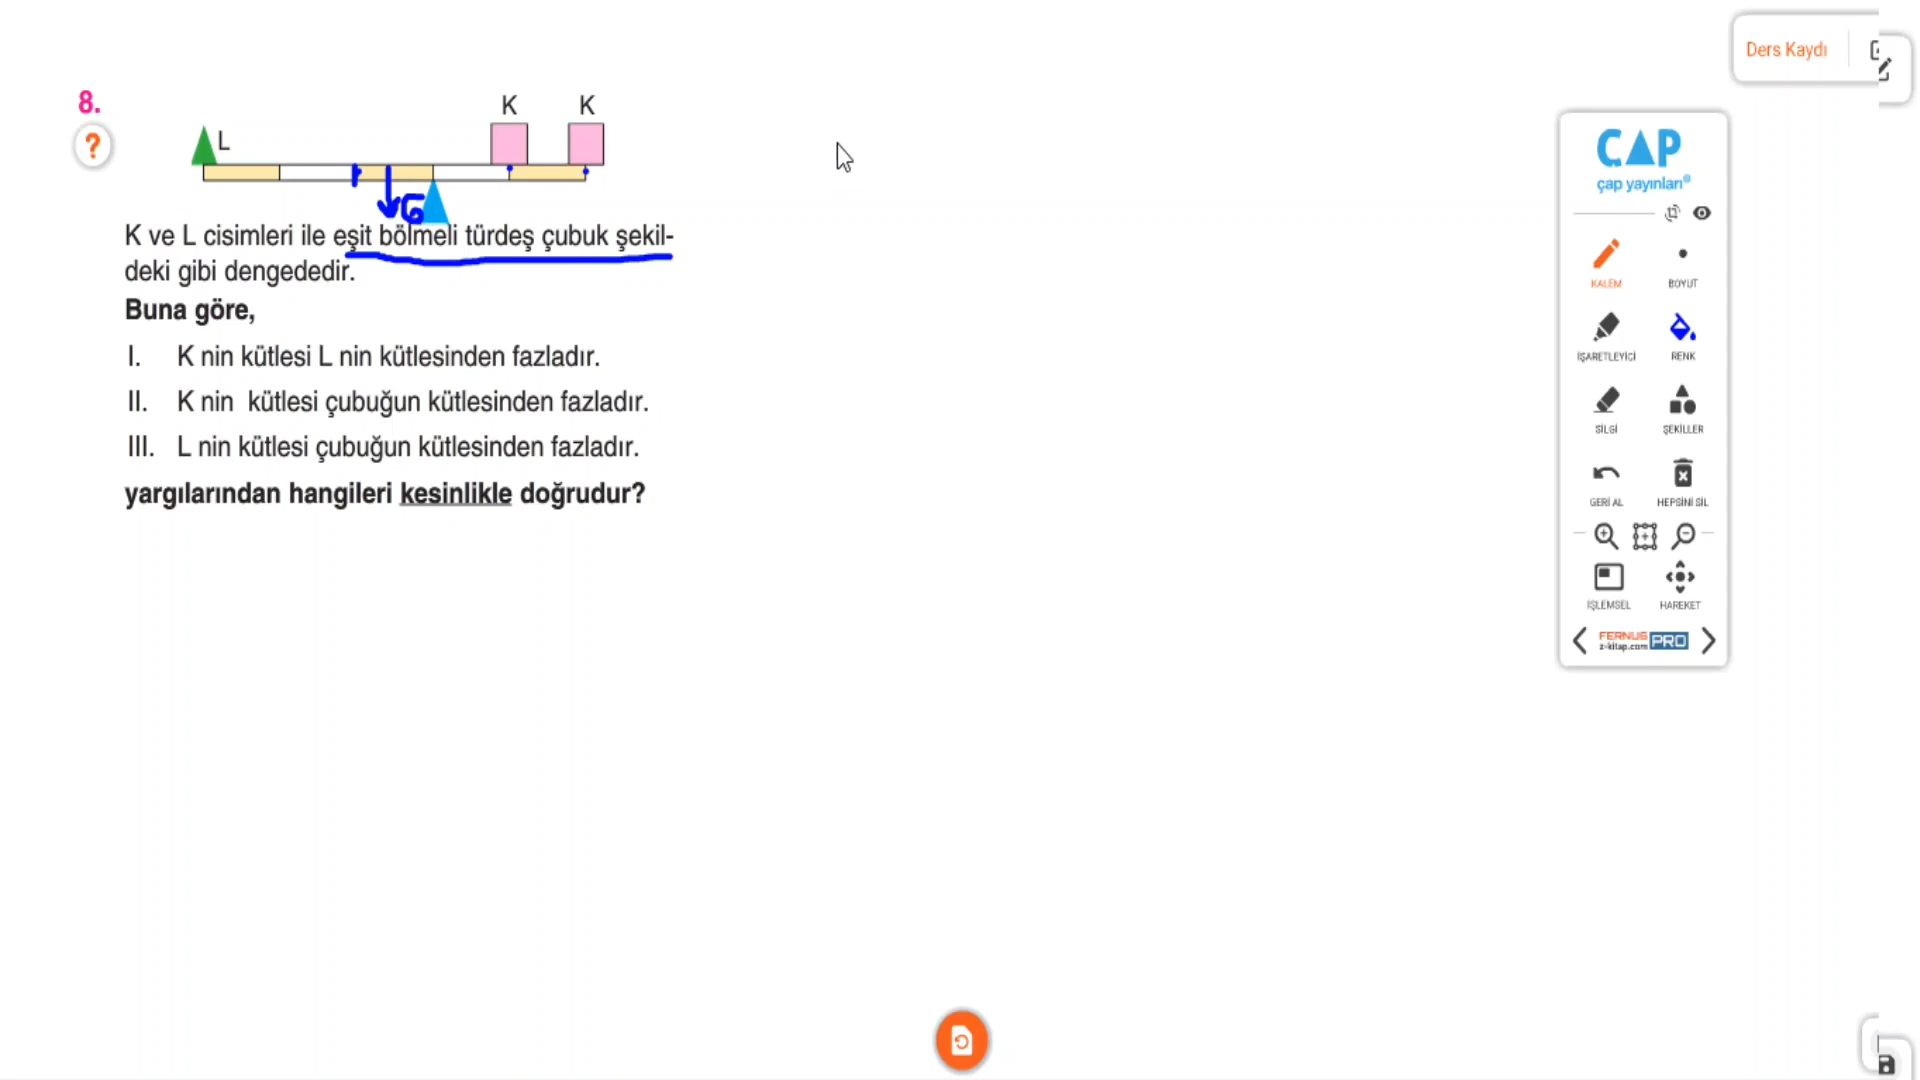 Ders Kaydı
8.
?
K K
L
G
K ve L cisimleri ile eşit bölmeli türdeş çubuk şekil-
deki gibi dengededir.
Buna göre,
I. K nin kütlesi L nin kütlesinden fazladır.
II. K nin kütlesi çubuğun kütlesinden fazladır.
III. L nin kütlesi çubuğun kütlesinden fazladır.
yargılarından hangileri kesinlikle doğrudur?
ÇAP
çap yayınları®
KALEM BOYUT
İŞARETLEYİCİ RENK
SİLGİ ŞEKİLLER
GERİ AL HEPSİNİ SİL
İŞLEMSEL HAREKET
FERNUS PRO
z-kitap.com